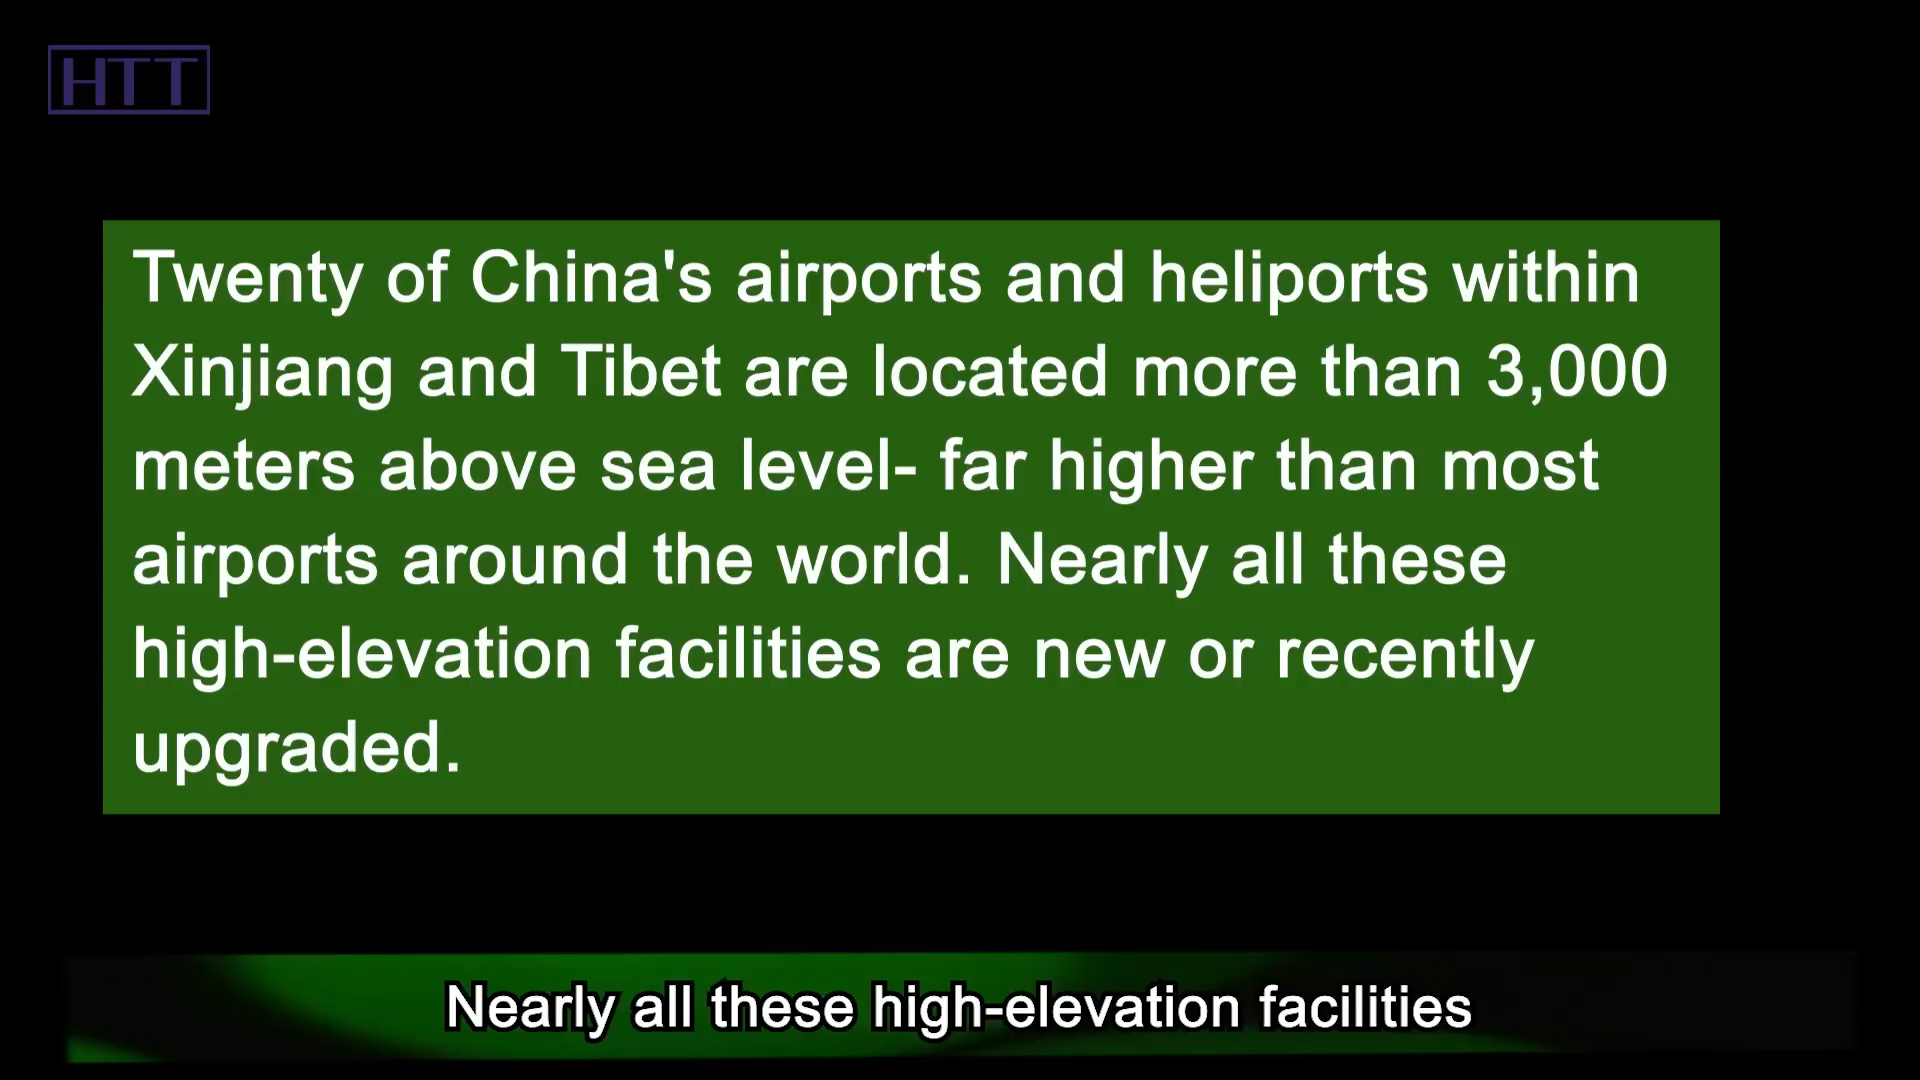 HTT
Twenty of China's airports and heliports within
Xinjiang and Tibet are located more than 3,000
meters above sea level- far higher than most
airports around the world. Nearly all these
high-elevation facilities are new or recently
upgraded.
Nearly all these high-elevation facilities